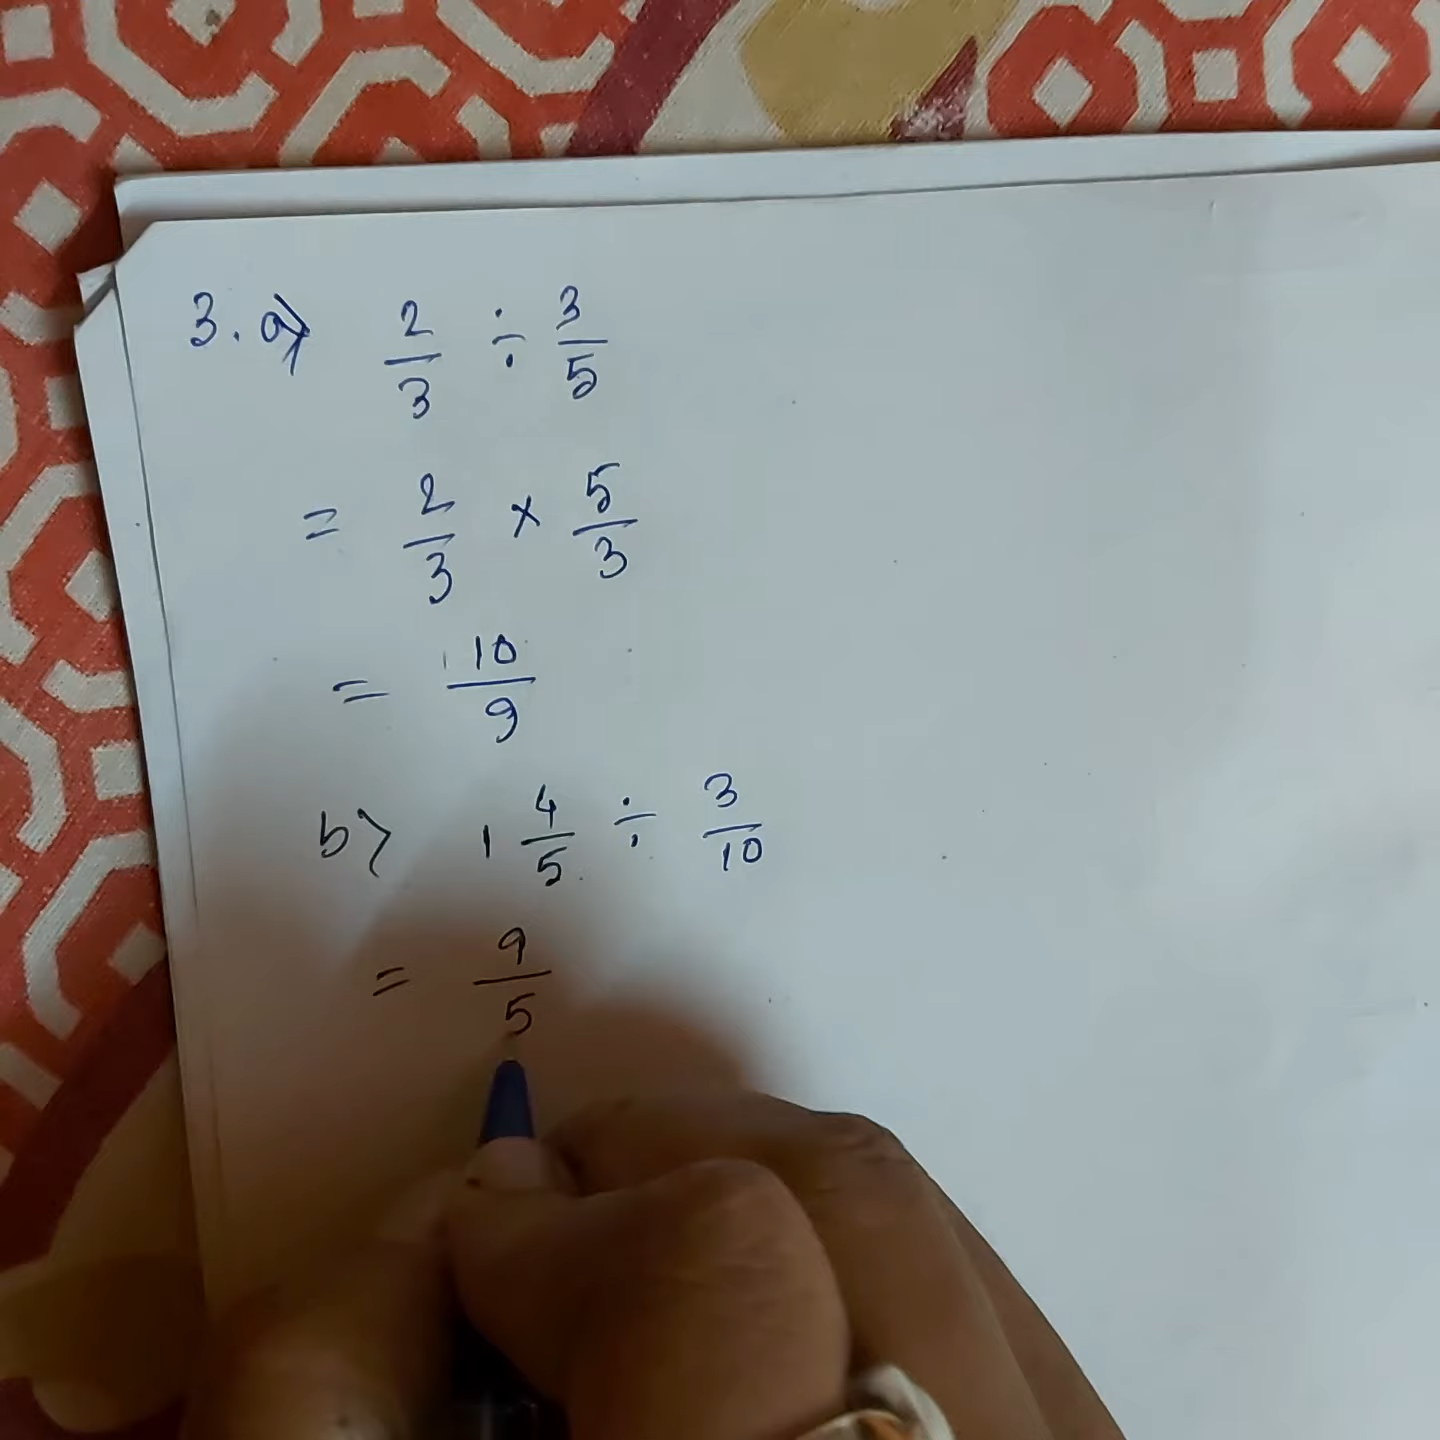 3. a) 2/3 ÷ 3/5
= 2/3 × 5/3
= 10/9
b) 1 4/5 ÷ 3/10
= 9/5